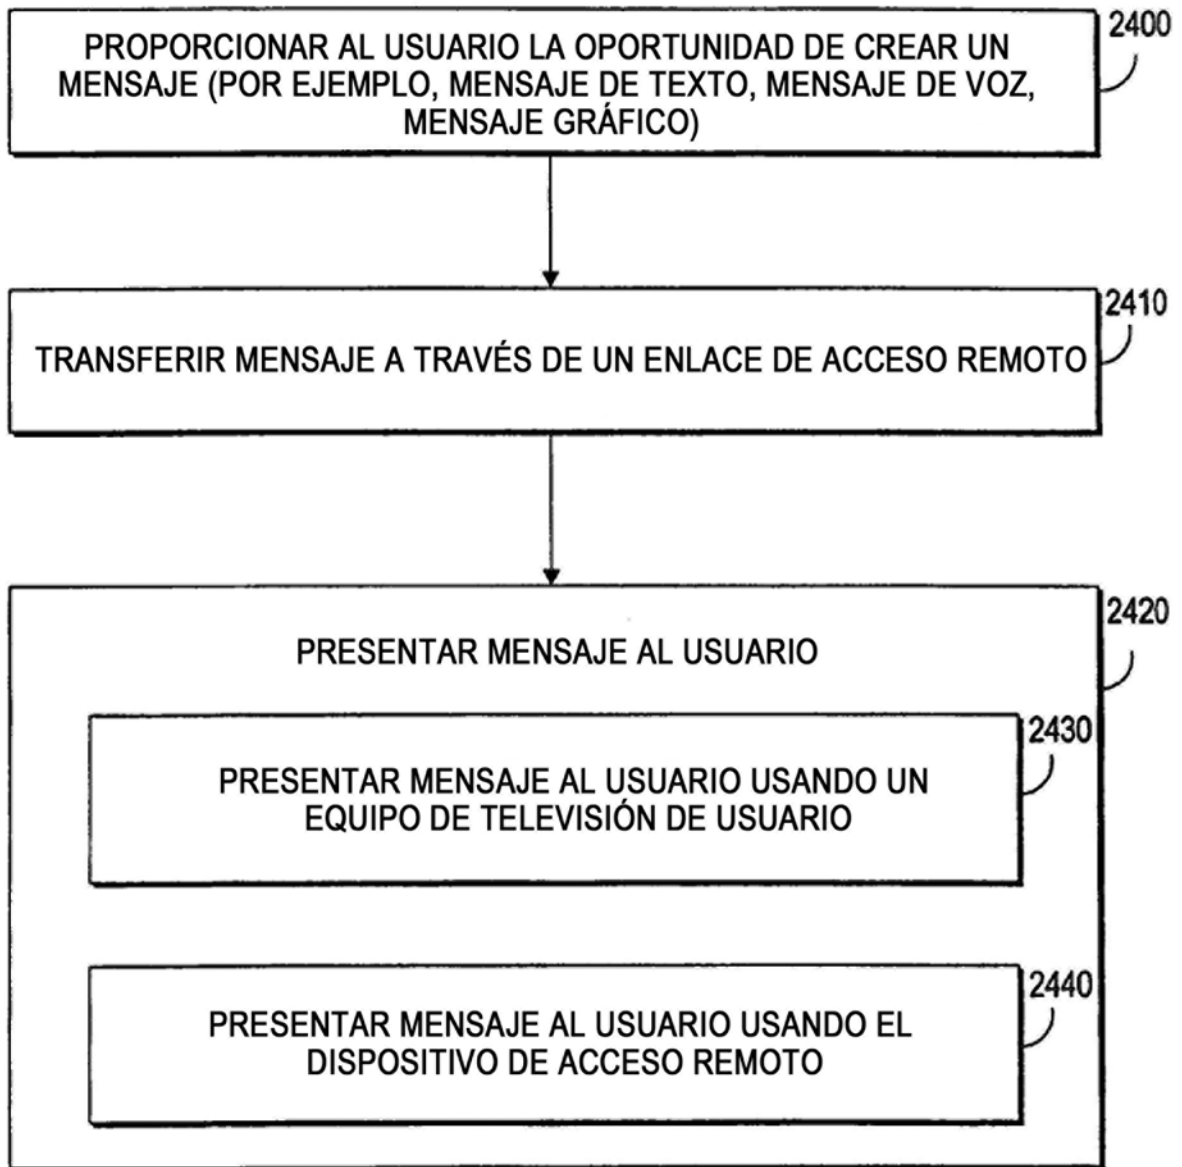 2400
PROPORCIONAR AL USUARIO LA OPORTUNIDAD DE CREAR UN
MENSAJE (POR EJEMPLO, MENSAJE DE TEXTO, MENSAJE DE VOZ,
MENSAJE GRÁFICO)
2410
TRANSFERIR MENSAJE A TRAVÉS DE UN ENLACE DE ACCESO REMOTO
2420
PRESENTAR MENSAJE AL USUARIO
2430
PRESENTAR MENSAJE AL USUARIO USANDO UN
EQUIPO DE TELEVISIÓN DE USUARIO
2440
PRESENTAR MENSAJE AL USUARIO USANDO EL
DISPOSITIVO DE ACCESO REMOTO